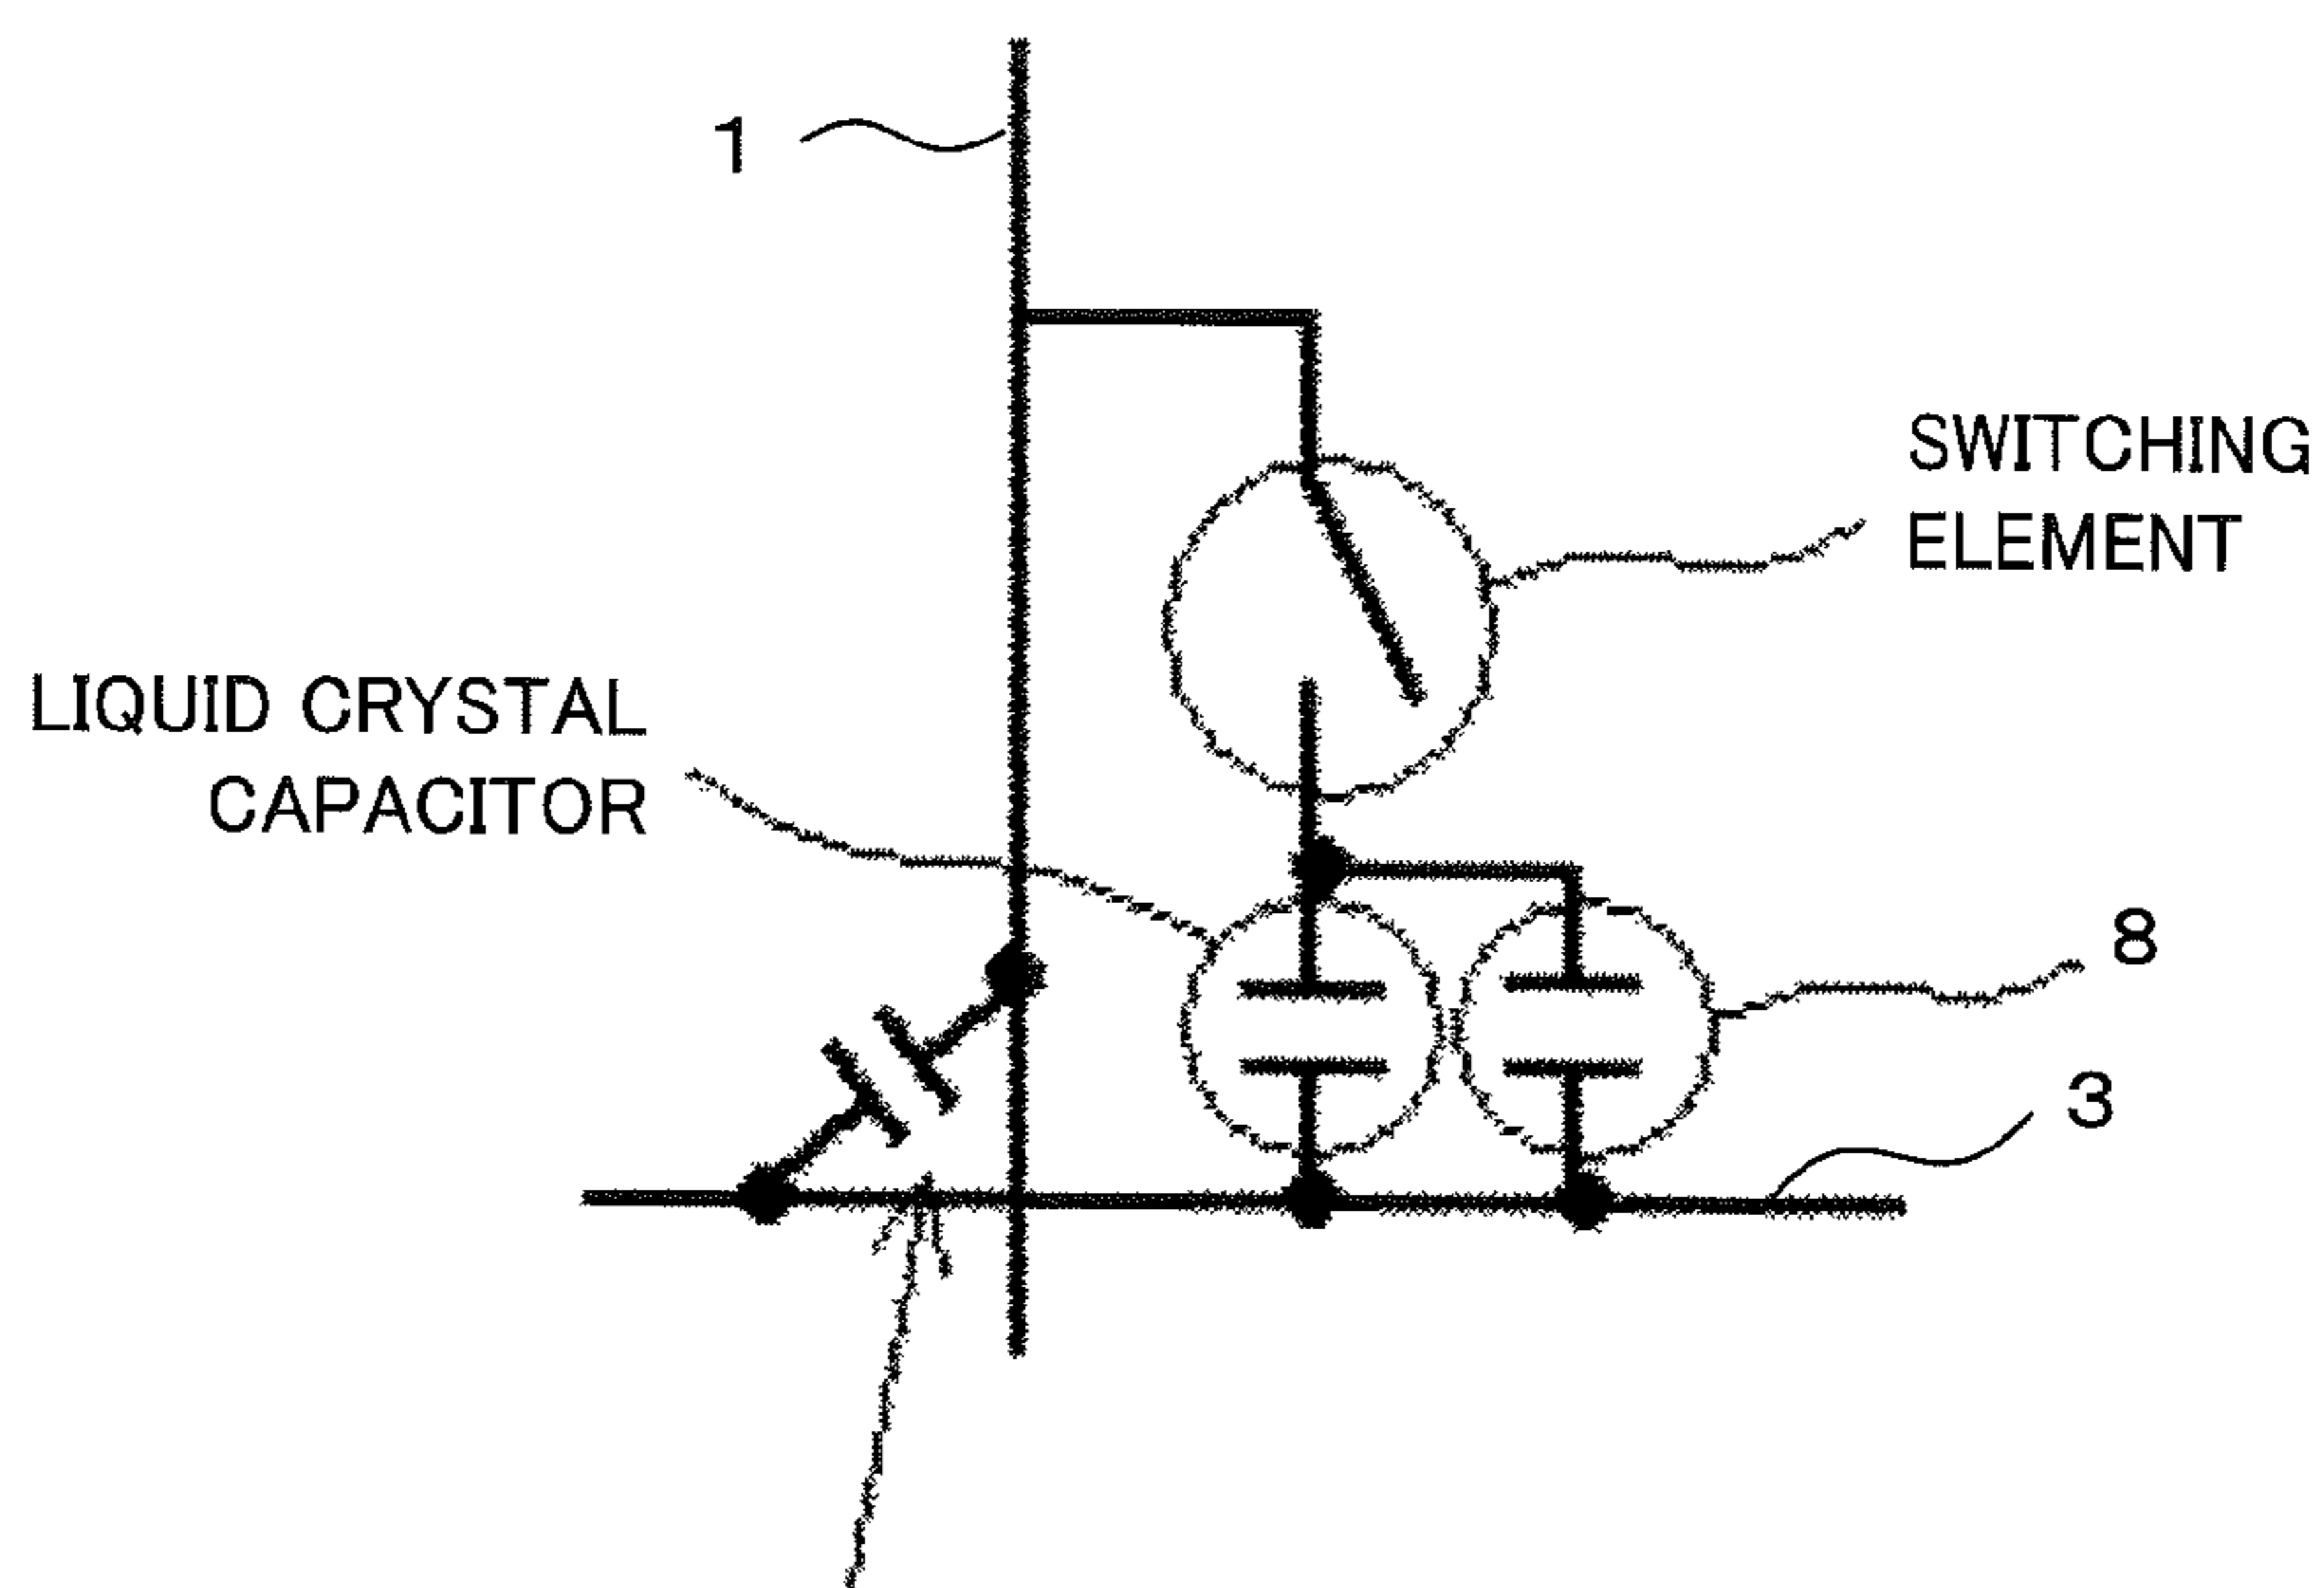 1
SWITCHING
ELEMENT
LIQUID CRYSTAL
CAPACITOR
8
3